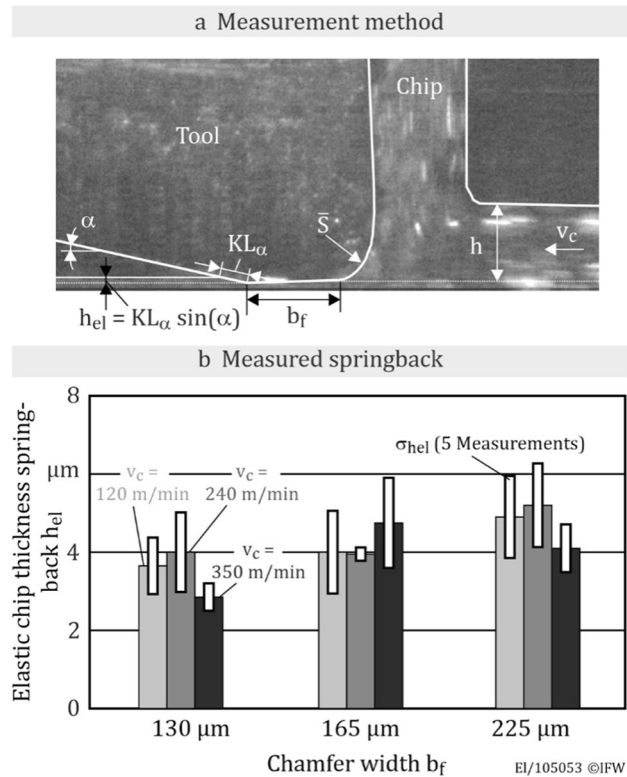 a Measurement method
Chip
Tool
α
KLα
S̅
h
vc
hel = KLα sin(α)
bf
b Measured springback
Elastic chip thickness spring-
back hel
8
μm
4
2
0
vc =
120 m/min
vc =
240 m/min
vc =
350 m/min
σhel (5 Measurements)
130 μm
165 μm
225 μm
Chamfer width bf
El/105053 ©IFW